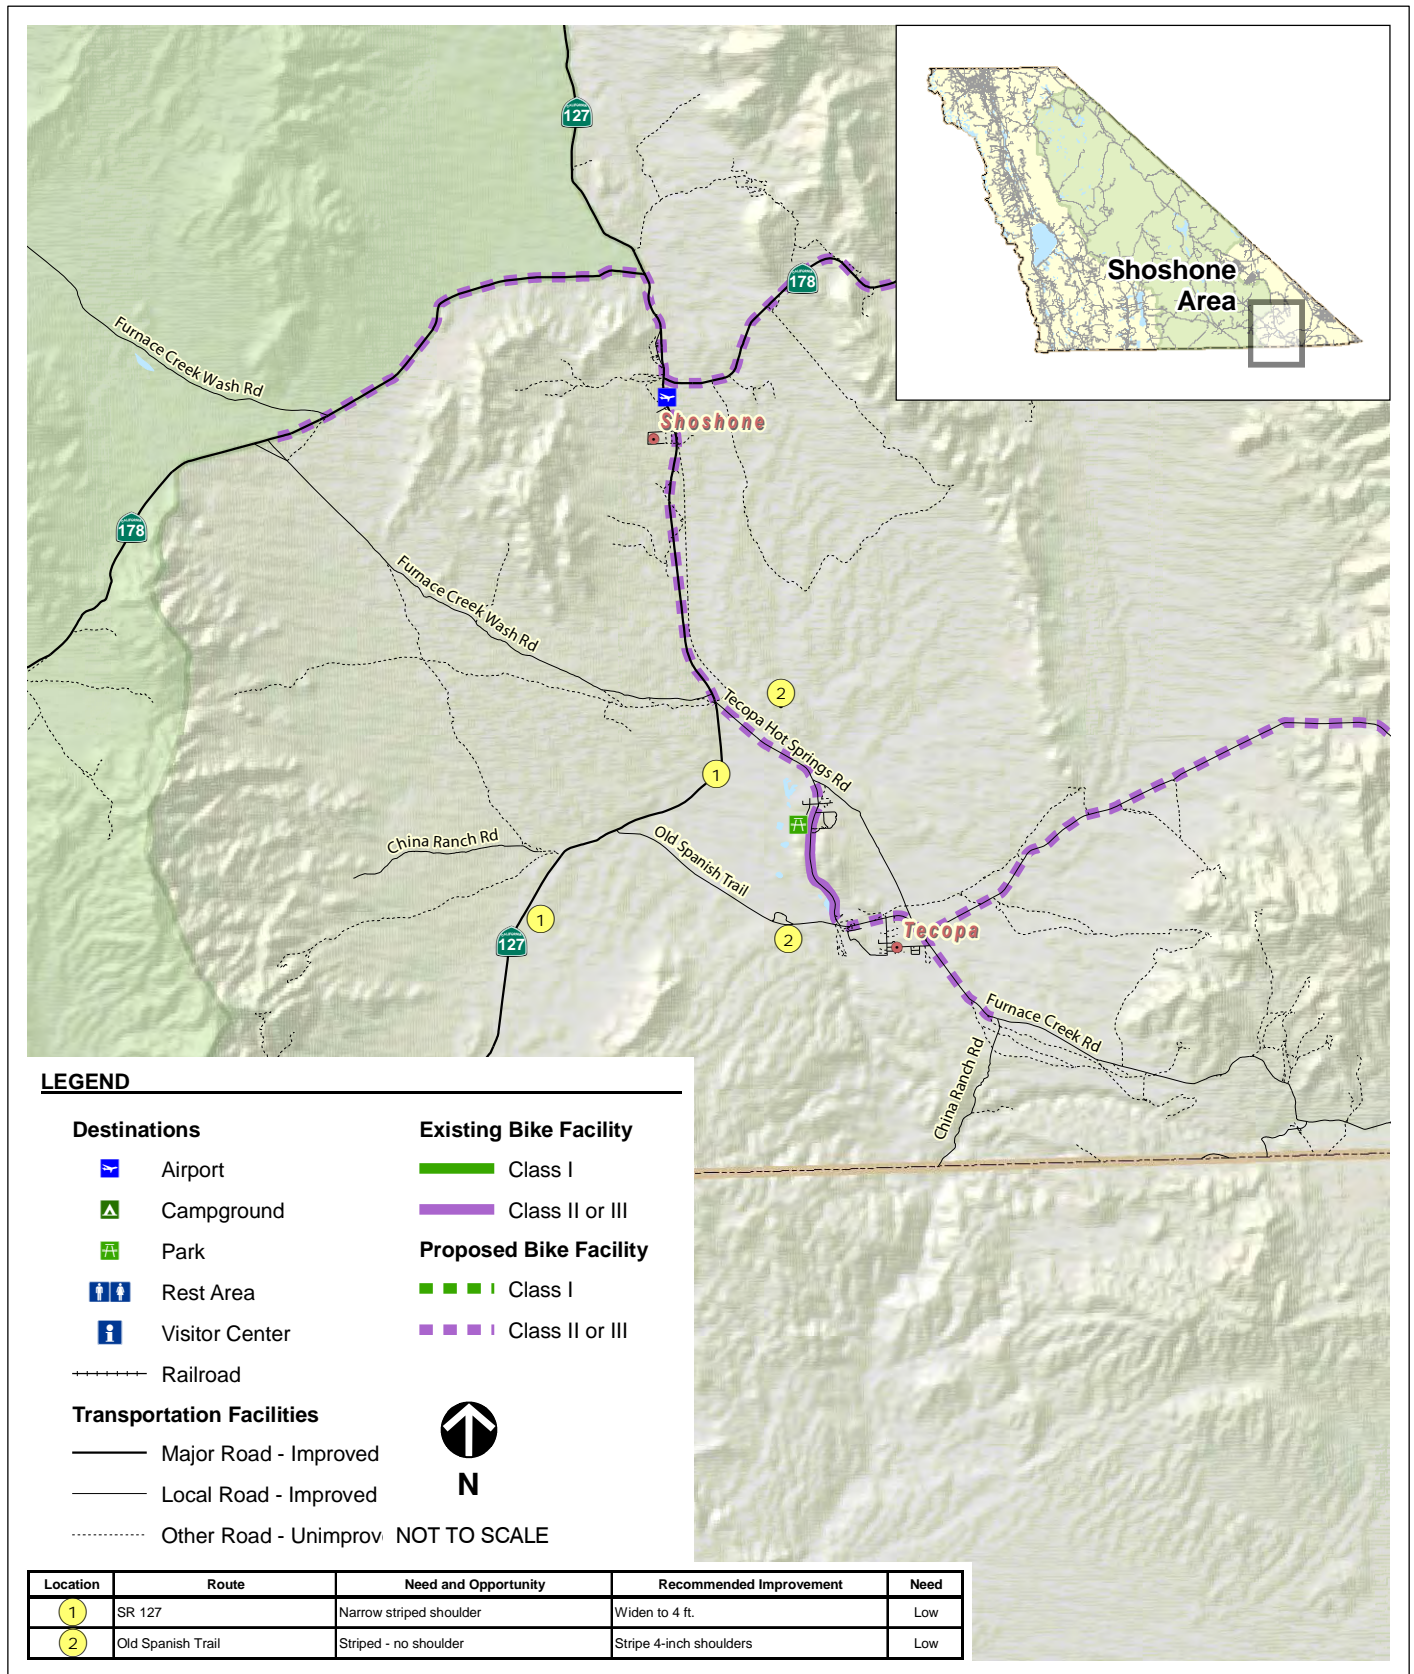 CALIFORNIA
127
Shoshone
Area
CALIFORNIA
178
Furnace Creek Wash Rd
Shoshone
CALIFORNIA
178
Furnace Creek Wash Rd
2
Tecopa Hot Springs Rd
1
China Ranch Rd
Old Spanish Trail
1
CALIFORNIA
127
2
Tecopa
Furnace Creek Rd
China Ranch Rd
LEGEND
Destinations
Airport
Campground
Park
Rest Area
Visitor Center
Railroad
Transportation Facilities
Major Road - Improved
Local Road - Improved
Other Road - Unimprov
Existing Bike Facility
Class I
Class II or III
Proposed Bike Facility
Class I
Class II or III
N
NOT TO SCALE
Location Route Need and Opportunity Recommended Improvement Need
1 SR 127 Narrow striped shoulder Widen to 4 ft. Low
2 Old Spanish Trail Striped - no shoulder Stripe 4-inch shoulders Low